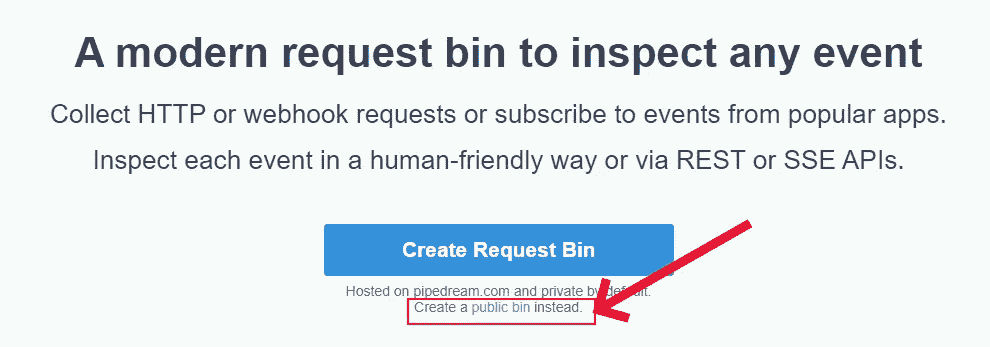 A modern request bin to inspect any event
Collect HTTP or webhook requests or subscribe to events from popular apps.
Inspect each event in a human-friendly way or via REST or SSE APIs.
Create Request Bin
Hosted on pipedream.com and private by default.
Create a public bin instead.